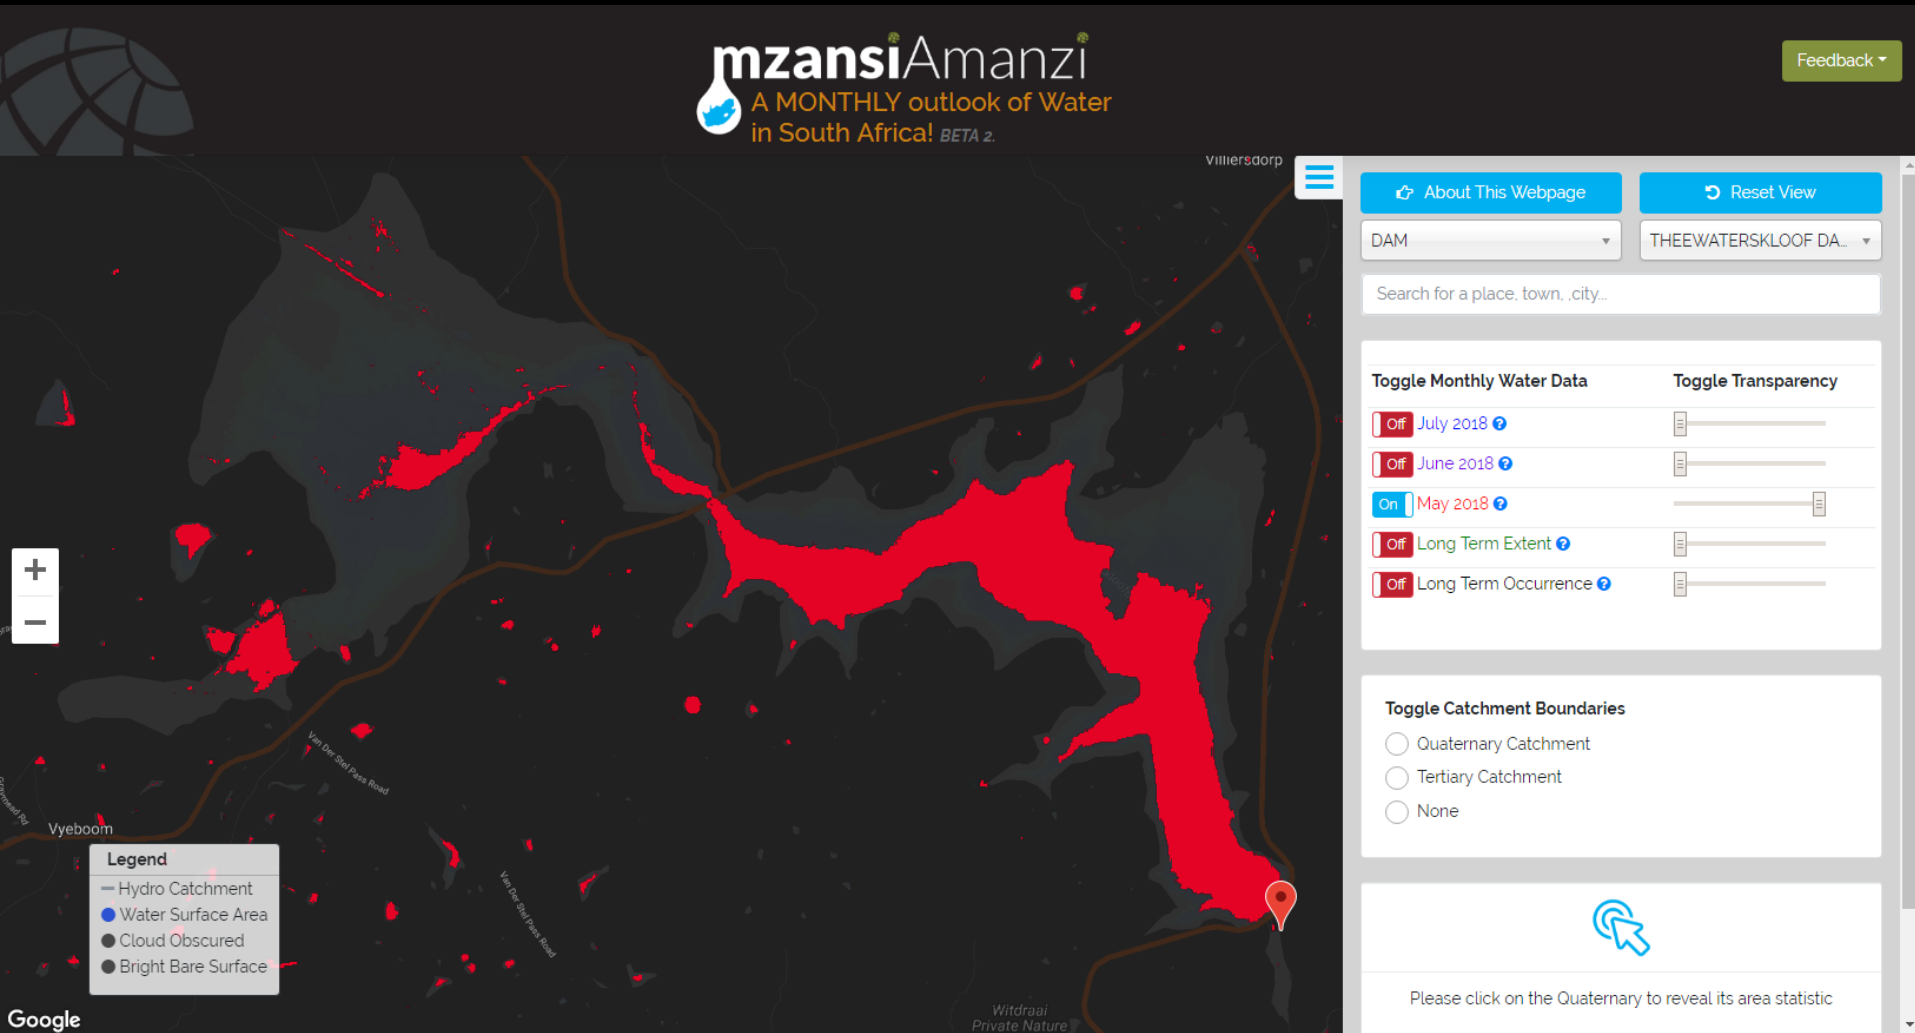 mzansiAmanzi
A MONTHLY outlook of Water
in South Africa! BETA 2.
Feedback
Villiersdorp
About This Webpage
Reset View
DAM
THEEWATERSKLOOF DA...
Search for a place, town, ,city...
Toggle Monthly Water Data
Toggle Transparency
Off July 2018
Off June 2018
On May 2018
Off Long Term Extent
Off Long Term Occurrence
Toggle Catchment Boundaries
Quaternary Catchment
Tertiary Catchment
None
Please click on the Quaternary to reveal its area statistic
+
−
Van Der Stel Pass Road
Vyeboom
Van Der Stel Pass Road
Legend
Hydro Catchment
Water Surface Area
Cloud Obscured
Bright Bare Surface
Witdraai
Private Nature
Google